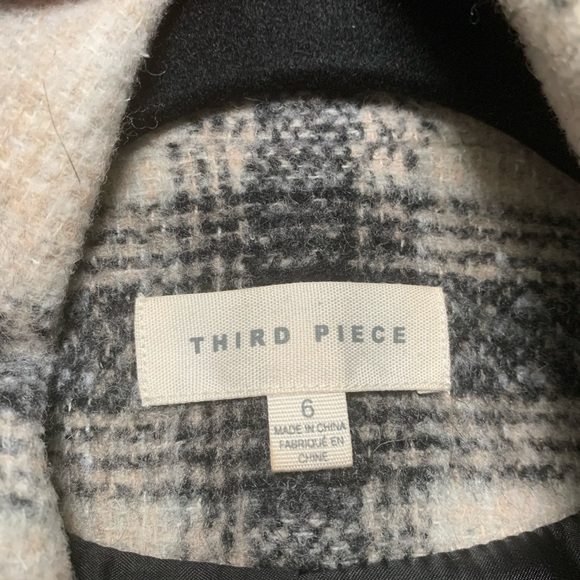 THIRD PIECE
6
MADE IN CHINA
FABRIQUÉ EN
CHINE